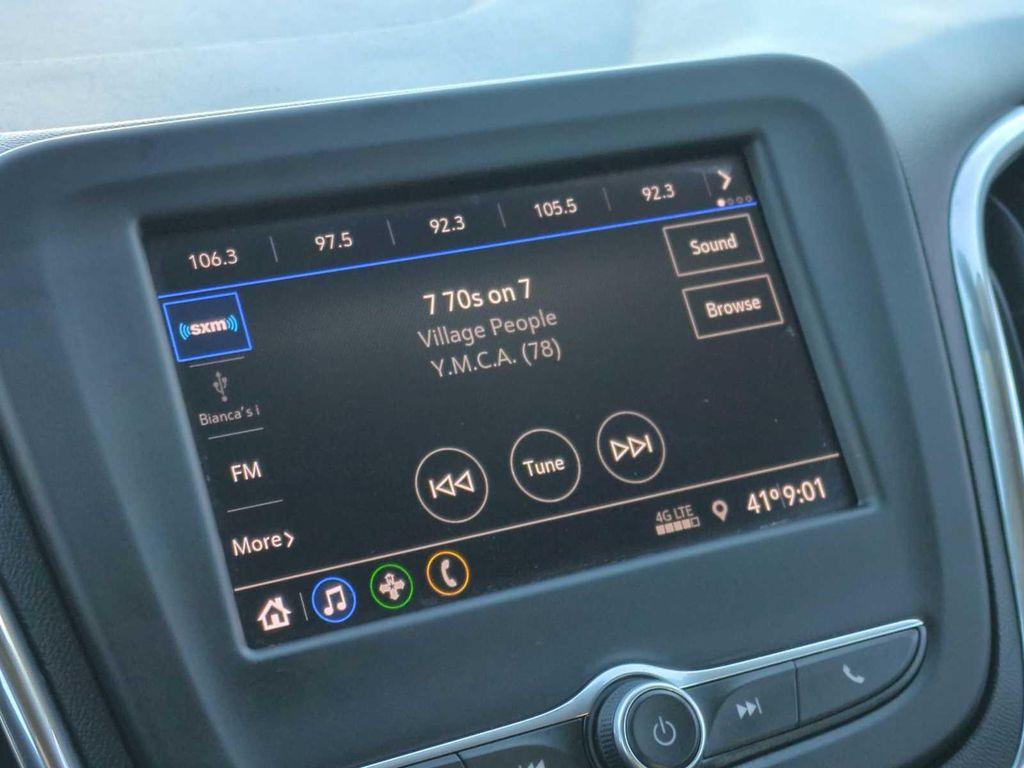 106.3 97.5 92.3 105.5 92.3
sxm
7 70s on 7
Village People
Y.M.C.A. (78)
Sound
Browse
Bianca's i
FM
More
Tune
4G LTE
41° 9:01